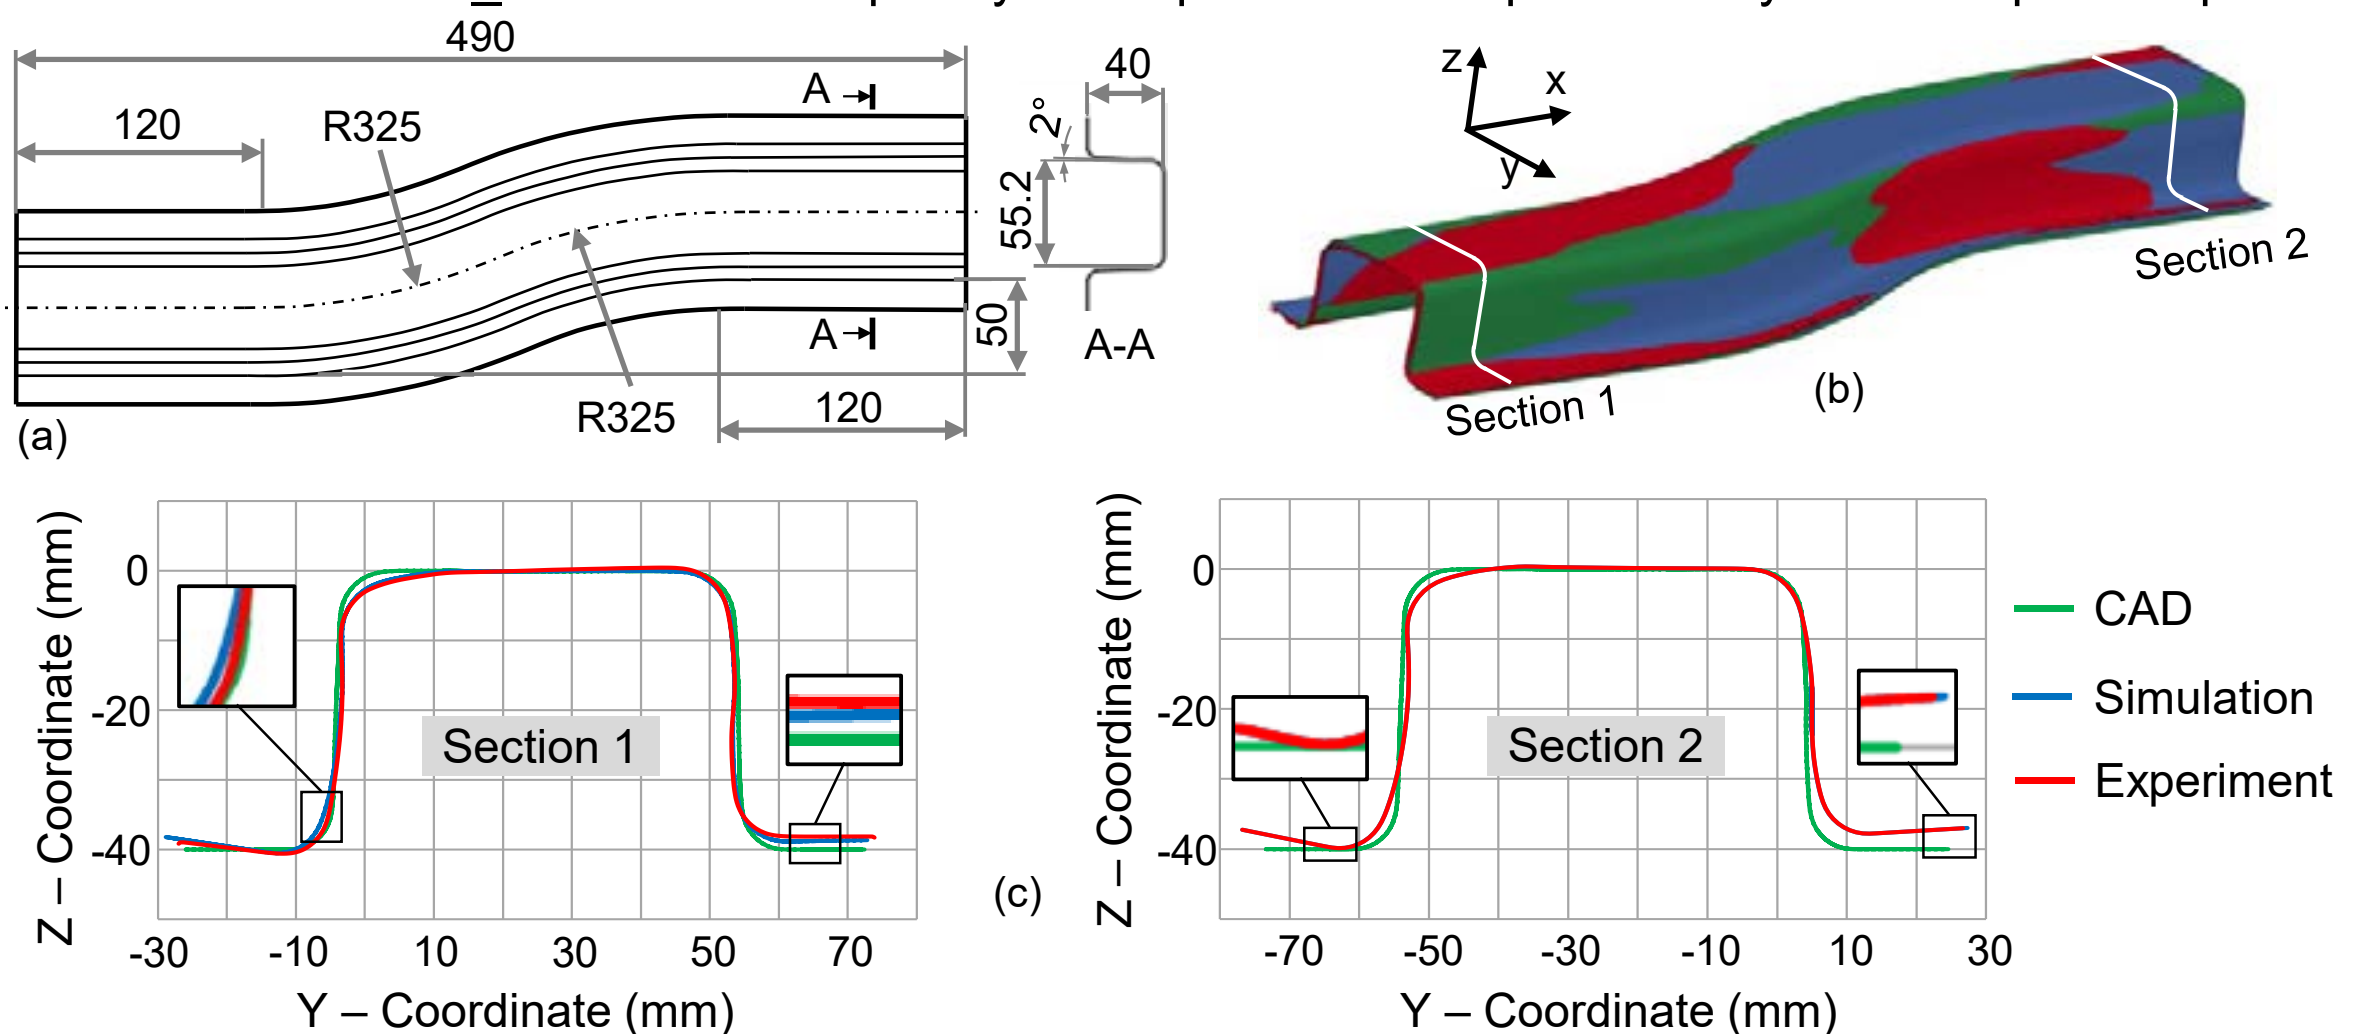 490
A
40
120
R325
2°
55.2
A
50
A-A
R325
120
(a)
z
x
y
Section 2
Section 1
(b)
Z – Coordinate (mm)
0
-20
-40
Section 1
-30 -10 10 30 50 70
Y – Coordinate (mm)
(c)
Z – Coordinate (mm)
0
-20
-40
Section 2
-70 -50 -30 -10 10 30
Y – Coordinate (mm)
CAD
Simulation
Experiment